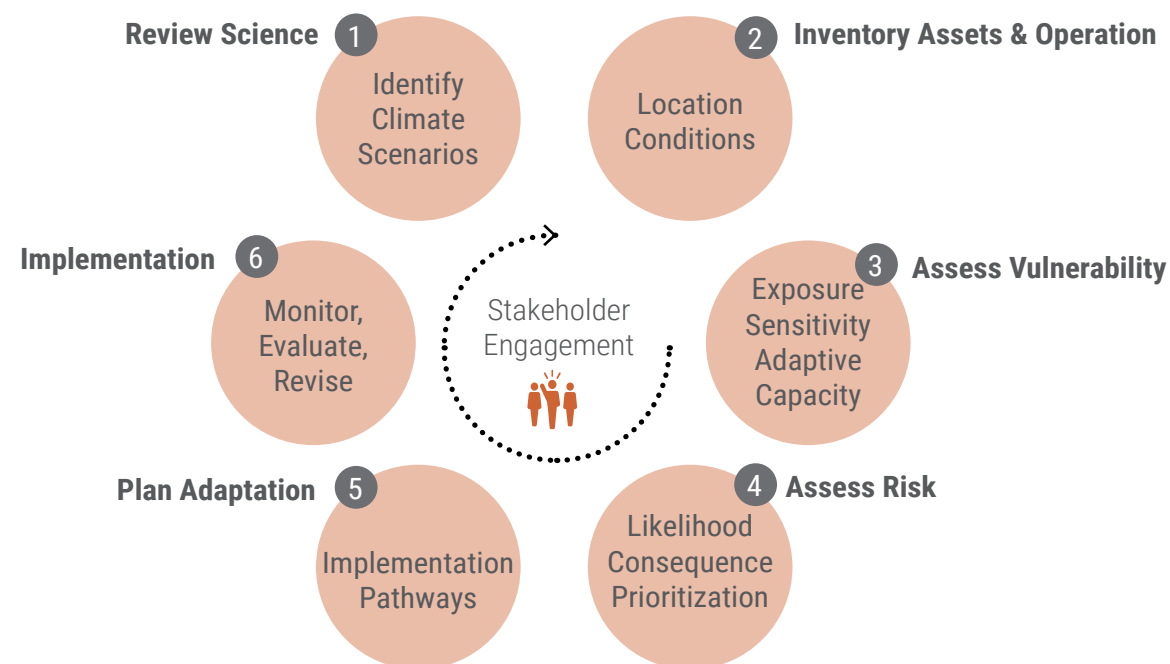 Review Science
1
Identify
Climate
Scenarios
2
Inventory Assets & Operation
Location
Conditions
3
Assess Vulnerability
Exposure
Sensitivity
Adaptive
Capacity
4
Assess Risk
Likelihood
Consequence
Prioritization
Plan Adaptation
5
Implementation
Pathways
Implementation
6
Monitor,
Evaluate,
Revise
Stakeholder
Engagement